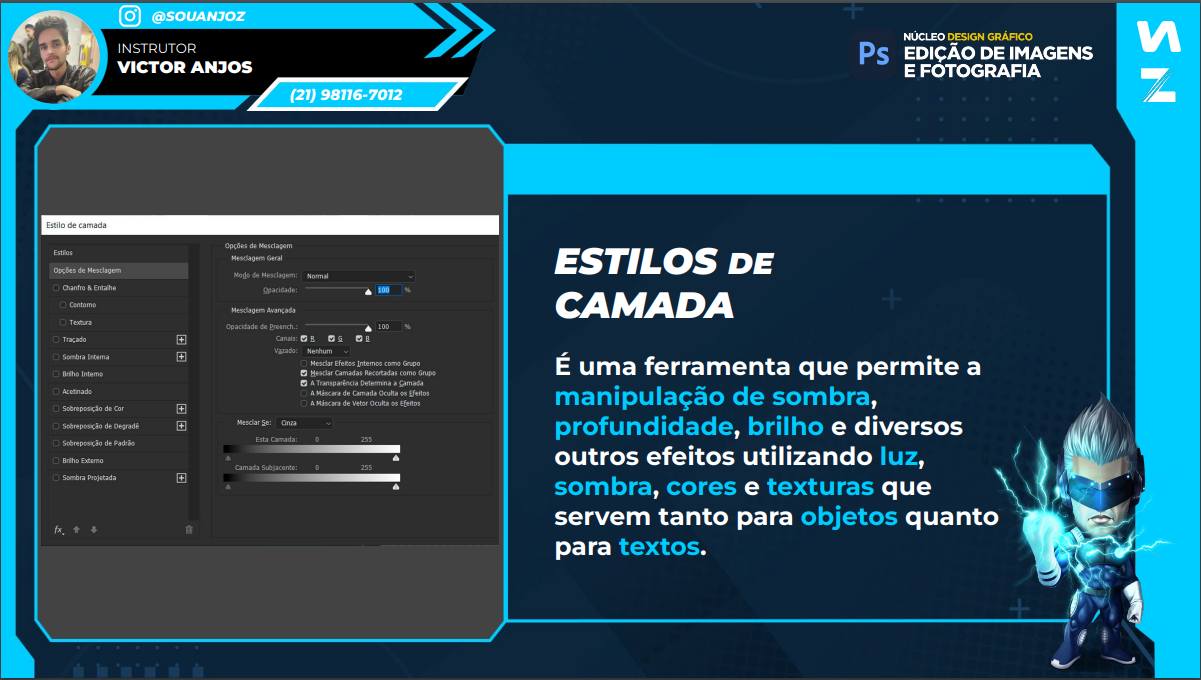 @SOUANJOZ
INSTRUTOR
VICTOR ANJOS
(21) 98116-7012
Ps
NÚCLEO DESIGN GRÁFICO
EDIÇÃO DE IMAGENS
E FOTOGRAFIA
Estilo de camada
Estilos
Opções de Mesclagem
Chanfro & Entalhe
Contorno
Textura
Traçado
Sombra Interna
Brilho Interno
Acetinado
Sobreposição de Cor
Sobreposição de Degradê
Sobreposição de Padrão
Brilho Externo
Sombra Projetada
fx
Opções de Mesclagem
Mesclagem Geral
Modo de Mesclagem: Normal
Opacidade: 100 %
Mesclagem Avançada
Opacidade de Preench.: 100 %
Canais: R G B
Vazado: Nenhum
Mesclar Efeitos Internos como Grupo
Mesclar Camadas Recortadas como Grupo
A Transparência Determina a Camada
A Máscara de Camada Oculta os Efeitos
A Máscara de Vetor Oculta os Efeitos
Mesclar Se: Cinza
Esta Camada: 0 255
Camada Subjacente: 0 255
ESTILOS DE
CAMADA
É uma ferramenta que permite a
manipulação de sombra,
profundidade, brilho e diversos
outros efeitos utilizando luz,
sombra, cores e texturas que
servem tanto para objetos quanto
para textos.